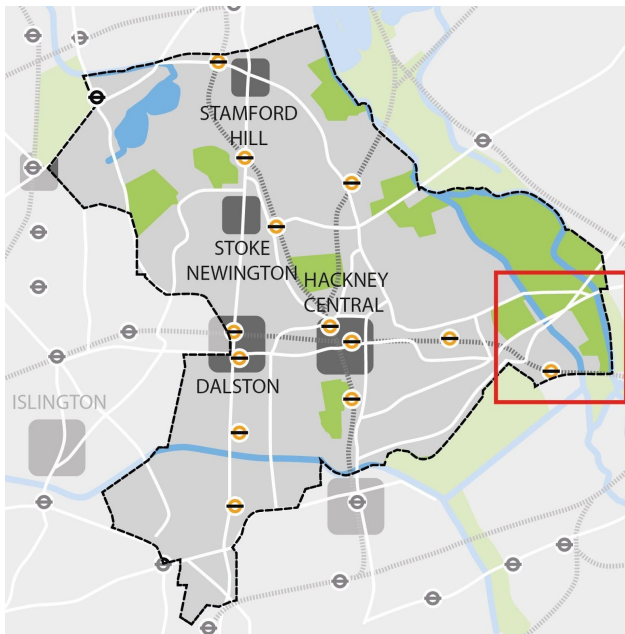 STAMFORD
HILL
STOKE
NEWINGTON
HACKNEY
CENTRAL
DALSTON
ISLINGTON